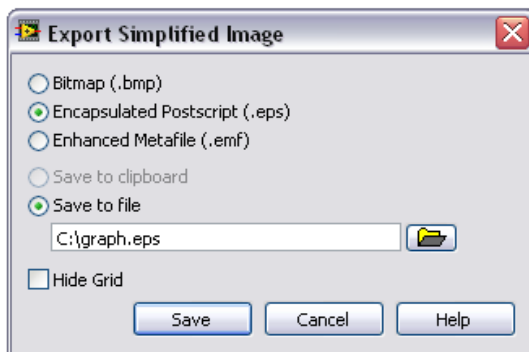 Export Simplified Image
Bitmap (.bmp)
Encapsulated Postscript (.eps)
Enhanced Metafile (.emf)
Save to clipboard
Save to file
C:\graph.eps
Hide Grid
Save Cancel Help